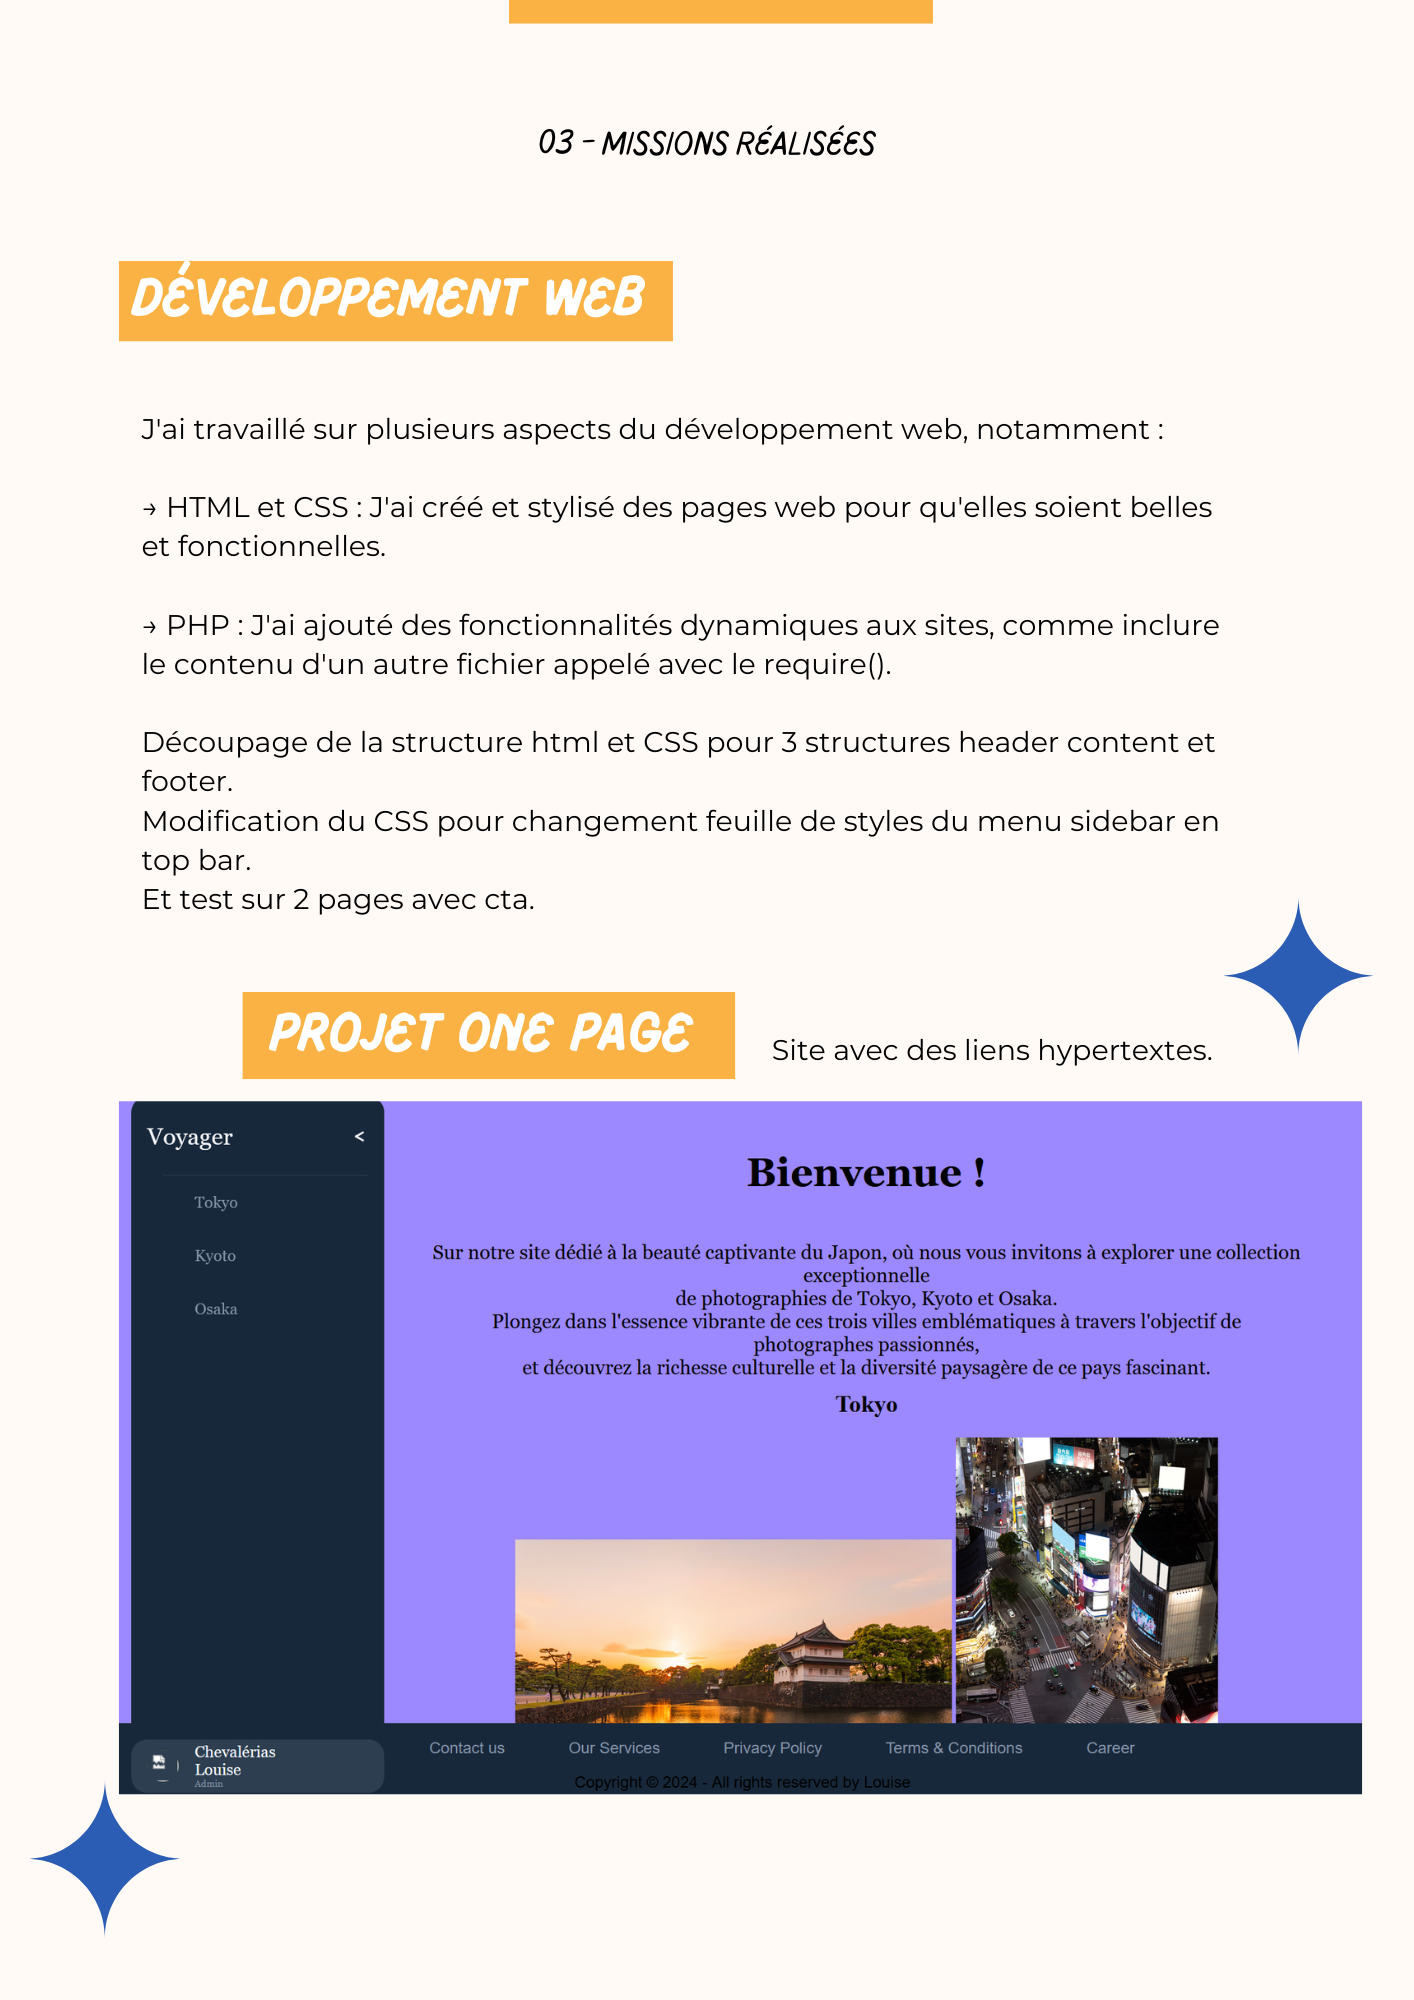 03 - MISSIONS RÉALISÉES
DÉVELOPPEMENT WEB
J'ai travaillé sur plusieurs aspects du développement web, notamment :
→ HTML et CSS : J'ai créé et stylisé des pages web pour qu'elles soient belles
et fonctionnelles.
→ PHP : J'ai ajouté des fonctionnalités dynamiques aux sites, comme inclure
le contenu d'un autre fichier appelé avec le require().
Découpage de la structure html et CSS pour 3 structures header content et
footer.
Modification du CSS pour changement feuille de styles du menu sidebar en
top bar.
Et test sur 2 pages avec cta.
PROJET ONE PAGE
Site avec des liens hypertextes.
Voyager <
Tokyo
Kyoto
Osaka
Bienvenue !
Sur notre site dédié à la beauté captivante du Japon, où nous vous invitons à explorer une collection
exceptionnelle
de photographies de Tokyo, Kyoto et Osaka.
Plongez dans l'essence vibrante de ces trois villes emblématiques à travers l'objectif de
photographes passionnés,
et découvrez la richesse culturelle et la diversité paysagère de ce pays fascinant.
Tokyo
Chevalérias
Louise
Admin
Contact us Our Services Privacy Policy Terms & Conditions Career
Copyright © 2024 - All rights reserved by Louise